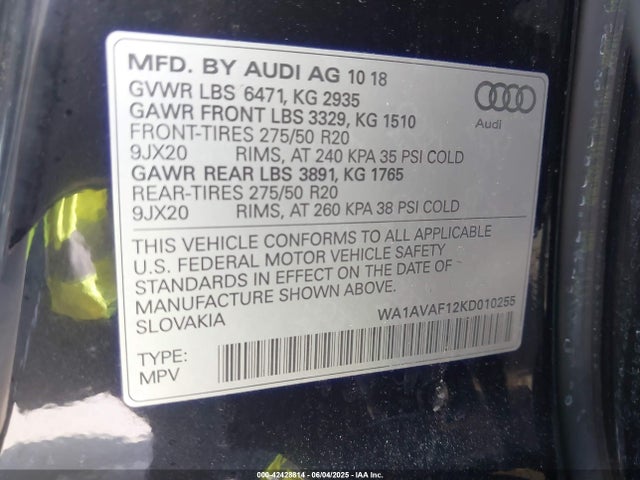 MFD. BY AUDI AG 10 18
GVWR LBS 6471, KG 2935
GAWR FRONT LBS 3329, KG 1510
FRONT-TIRES 275/50 R20
9JX20 RIMS, AT 240 KPA 35 PSI COLD
GAWR REAR LBS 3891, KG 1765
REAR-TIRES 275/50 R20
9JX20 RIMS, AT 260 KPA 38 PSI COLD
Audi
THIS VEHICLE CONFORMS TO ALL APPLICABLE
U.S. FEDERAL MOTOR VEHICLE SAFETY
STANDARDS IN EFFECT ON THE DATE OF
MANUFACTURE SHOWN ABOVE.
SLOVAKIA WA1AVAF12KD010255
TYPE:
MPV
000-42428814 - 06/04/2025 - IAA Inc.